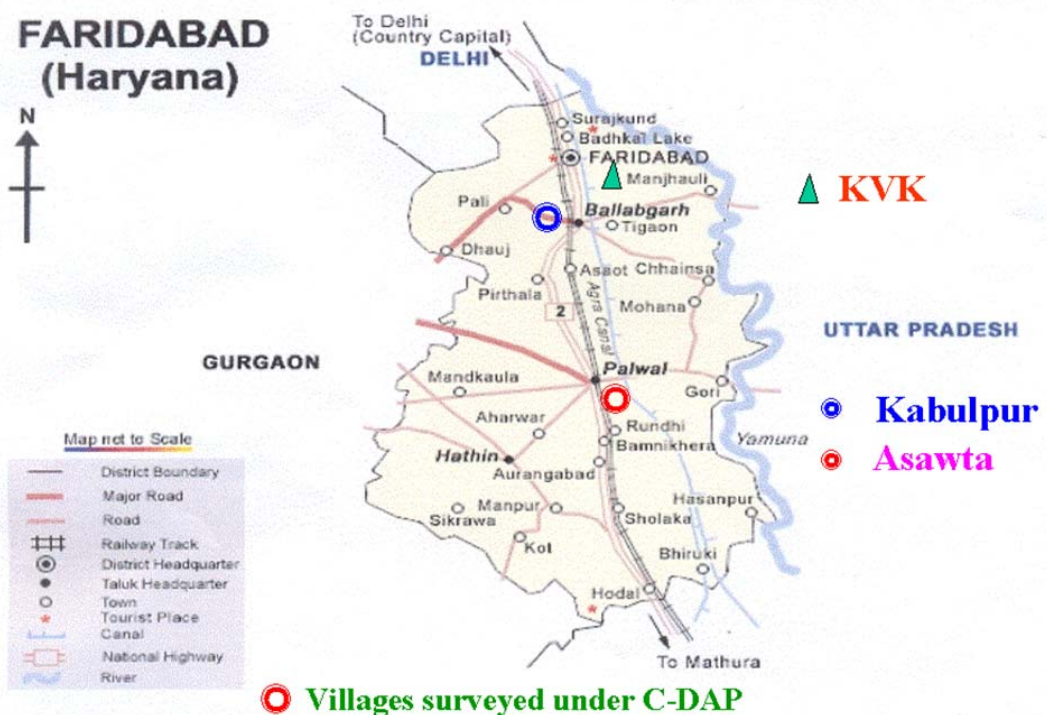 FARIDABAD
(Haryana)
N
To Delhi
(Country Capital)
DELHI
Surajkund
Badhkal Lake
FARIDABAD
Manjhauli
KVK
Pali
Ballabgarh
Tigaon
Dhauj
Asaot
Chhainsa
Pirthala
Mohana
2
Agra Canal
UTTAR PRADESH
GURGAON
Palwal
Mandkaula
Gori
Kabulpur
Aharwar
Rundhi
Bamnikhera
Yamuna
Asawta
Hathin
Aurangabad
Hasanpur
Manpur
Sikrawa
Sholaka
Kot
Bhiruki
Hodal
To Mathura
Map not to Scale
District Boundary
Major Road
Road
Railway Track
District Headquarter
Taluk Headquarter
Town
Tourist Place
Canal
National Highway
River
Villages surveyed under C-DAP